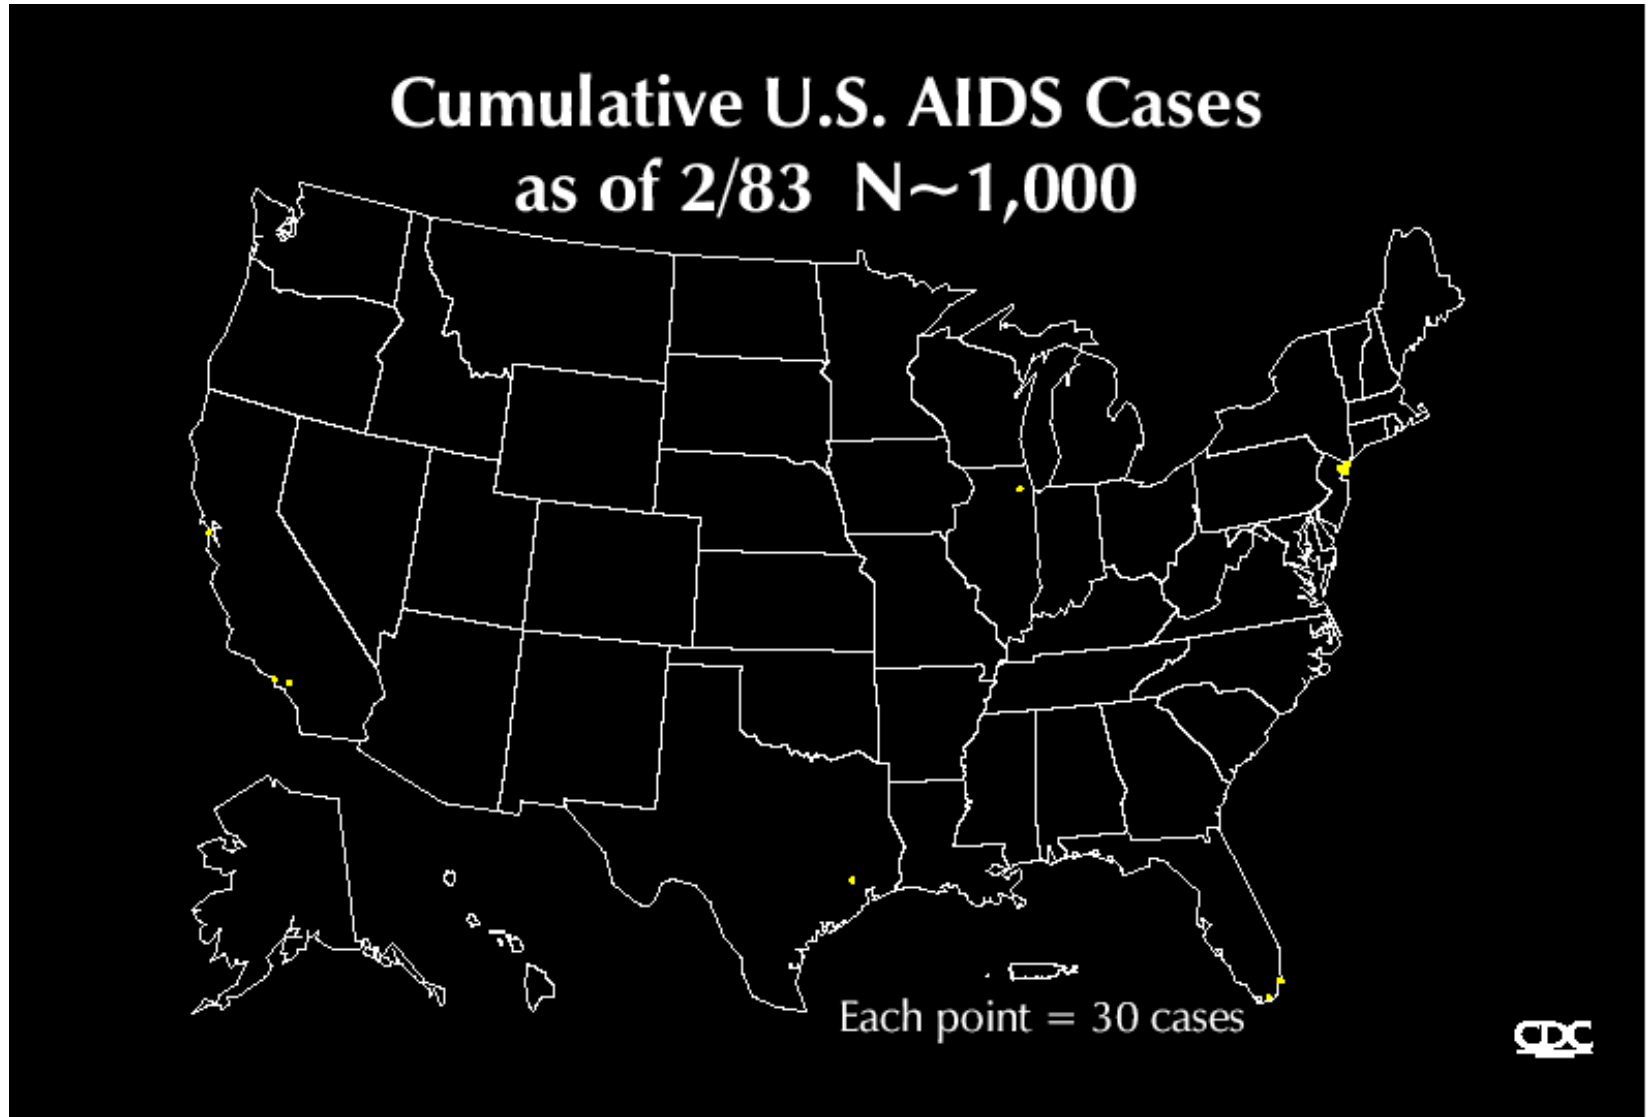 Cumulative U.S. AIDS Cases
as of 2/83 N~1,000
Each point = 30 cases
CDC